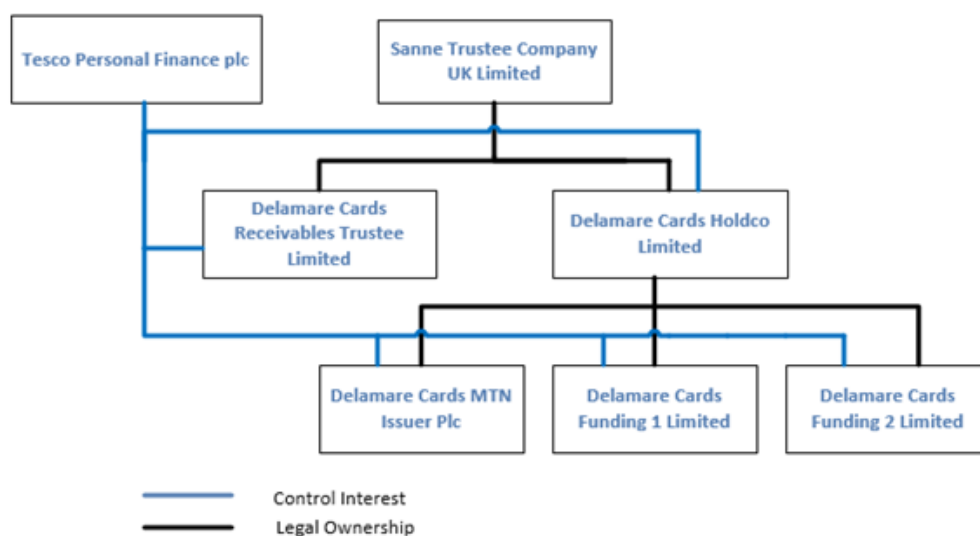 Tesco Personal Finance plc
Sanne Trustee Company
UK Limited
Delamare Cards
Receivables Trustee
Limited
Delamare Cards Holdco
Limited
Delamare Cards MTN
Issuer Plc
Delamare Cards
Funding 1 Limited
Delamare Cards
Funding 2 Limited
Control Interest
Legal Ownership